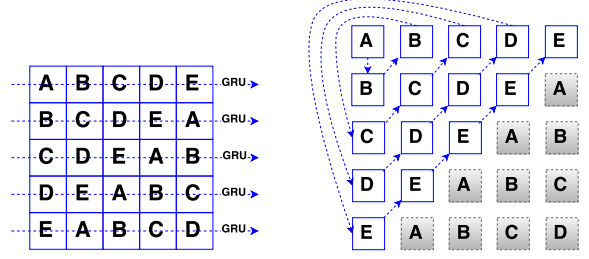 A B C D E GRU
B C D E A GRU
C D E A B GRU
D E A B C GRU
E A B C D GRU
A B C D E
B C D E A
C D E A B
D E A B C
E A B C D